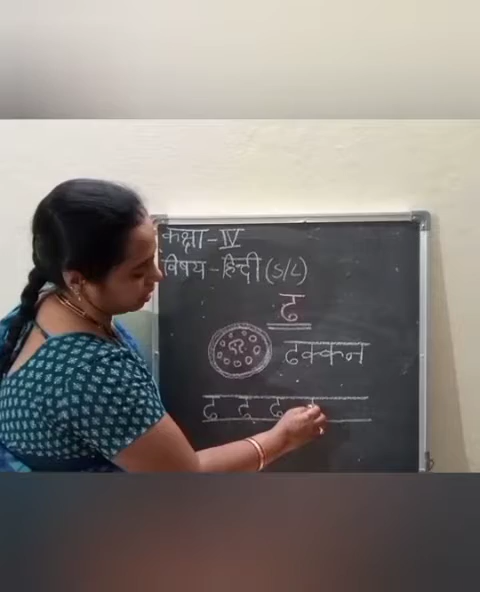 कक्षा - IV
विषय - हिन्दी (S/L)
ढ
ढक्कन
ढ ढ ढ